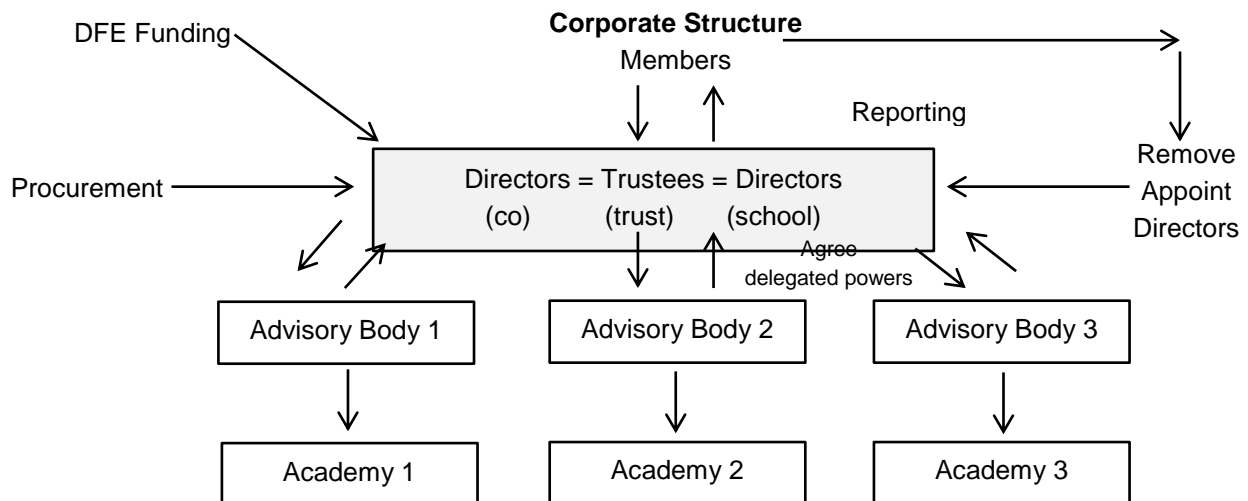 Corporate Structure
DFE Funding
Members
Reporting
Procurement
Directors = Trustees = Directors
(co) (trust) (school)
Remove
Appoint
Directors
Agree
delegated powers
Advisory Body 1
Advisory Body 2
Advisory Body 3
Academy 1
Academy 2
Academy 3